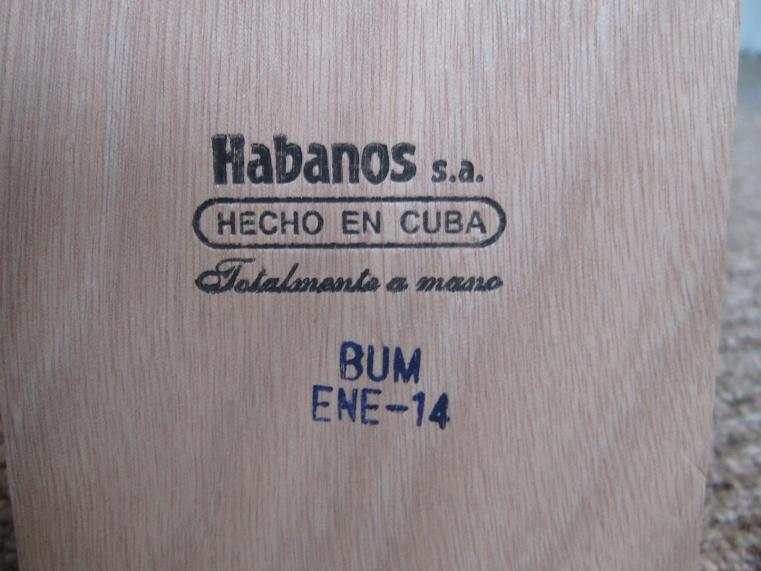 Habanos s.a.
HECHO EN CUBA
Totalmente a mano
BUM
ENE-14